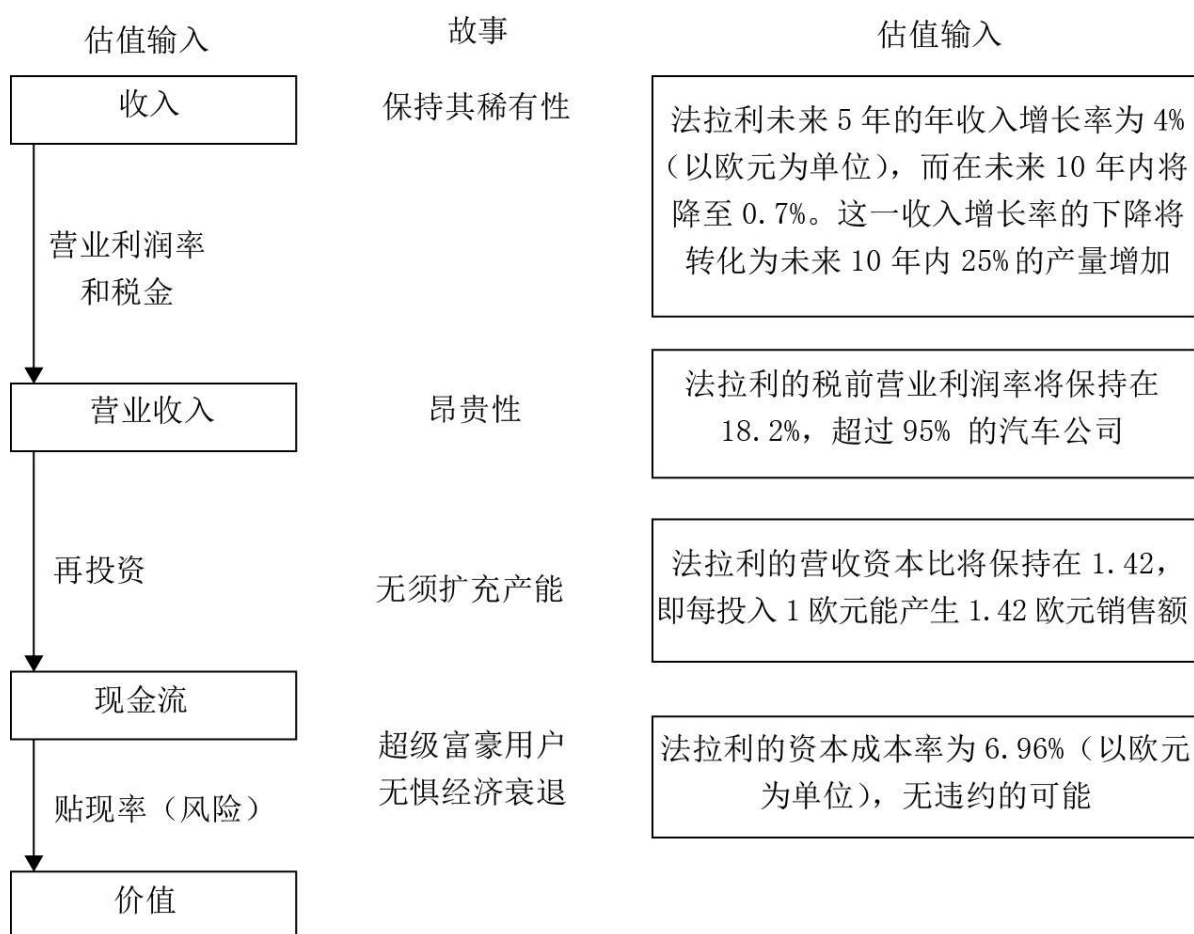 估值输入
故事
估值输入
收入
保持其稀有性
法拉利未来 5 年的年收入增长率为 4%
（以欧元为单位），而在未来 10 年内将
降至 0.7%。这一收入增长率的下降将
转化为未来 10 年内 25% 的产量增加
营业利润率
和税金
营业收入
昂贵性
法拉利的税前营业利润率将保持在
18.2%，超过 95% 的汽车公司
再投资
无须扩充产能
法拉利的营收资本比将保持在 1.42，
即每投入 1 欧元能产生 1.42 欧元销售额
现金流
超级富豪用户
无惧经济衰退
法拉利的资本成本率为 6.96%（以欧元
为单位），无违约的可能
贴现率（风险）
价值